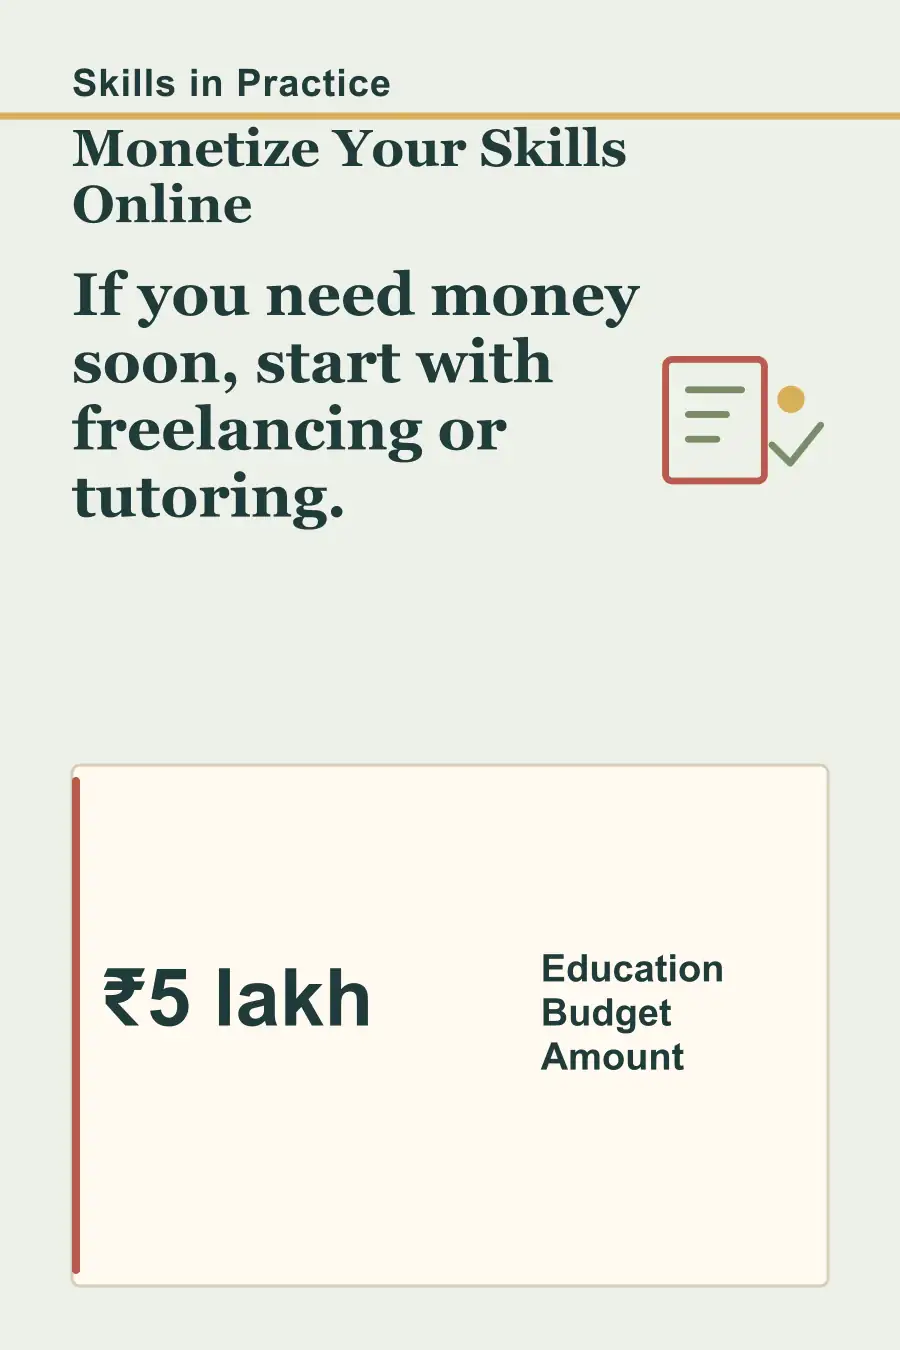 Skills in Practice
Monetize Your Skills
Online
If you need money
soon, start with
freelancing or
tutoring.
₹5 lakh
Education
Budget
Amount